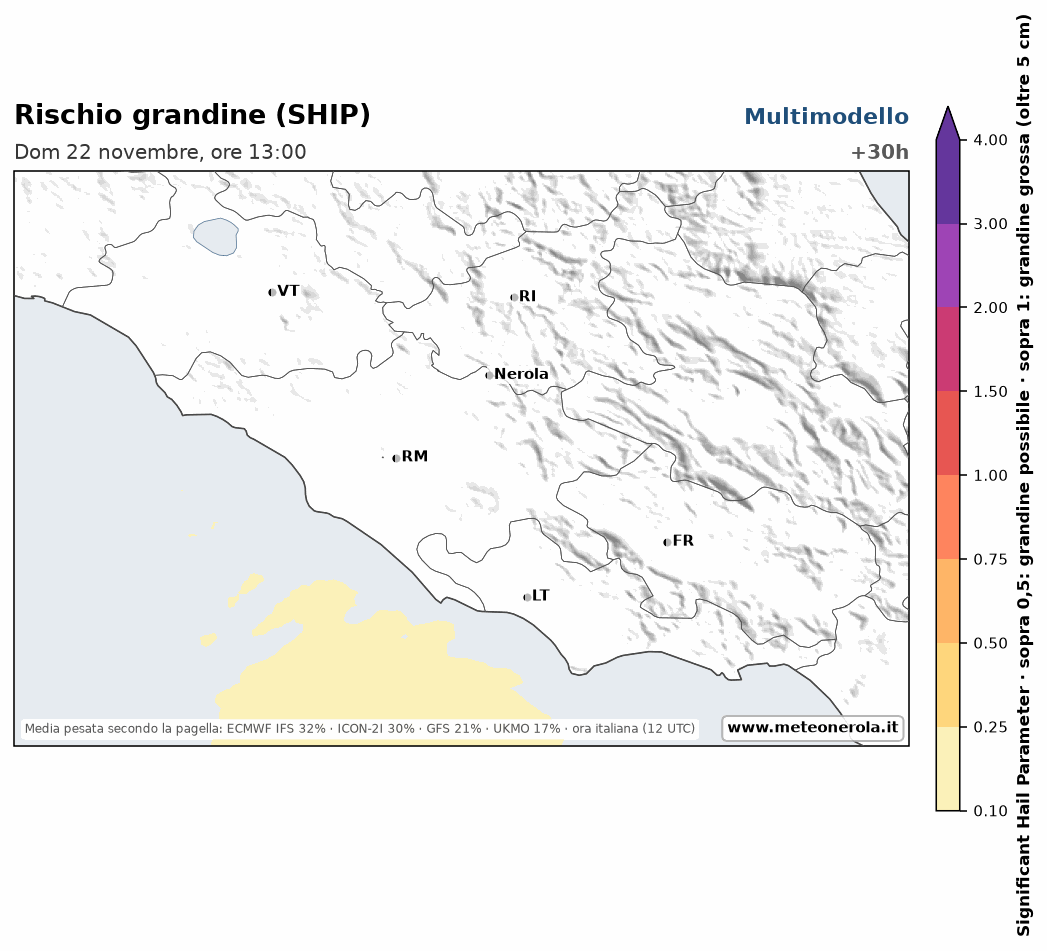 Rischio grandine (SHIP)
Multimodello
Dom 22 novembre, ore 13:00
+30h
VT
RI
Nerola
RM
FR
LT
Media pesata secondo la pagella: ECMWF IFS 32% · ICON-2I 30% · GFS 21% · UKMO 17% · ora italiana (12 UTC)
www.meteonerola.it
4.00
3.00
2.00
1.50
1.00
0.75
0.50
0.25
0.10
Significant Hail Parameter · sopra 0,5: grandine possibile · sopra 1: grandine grossa (oltre 5 cm)